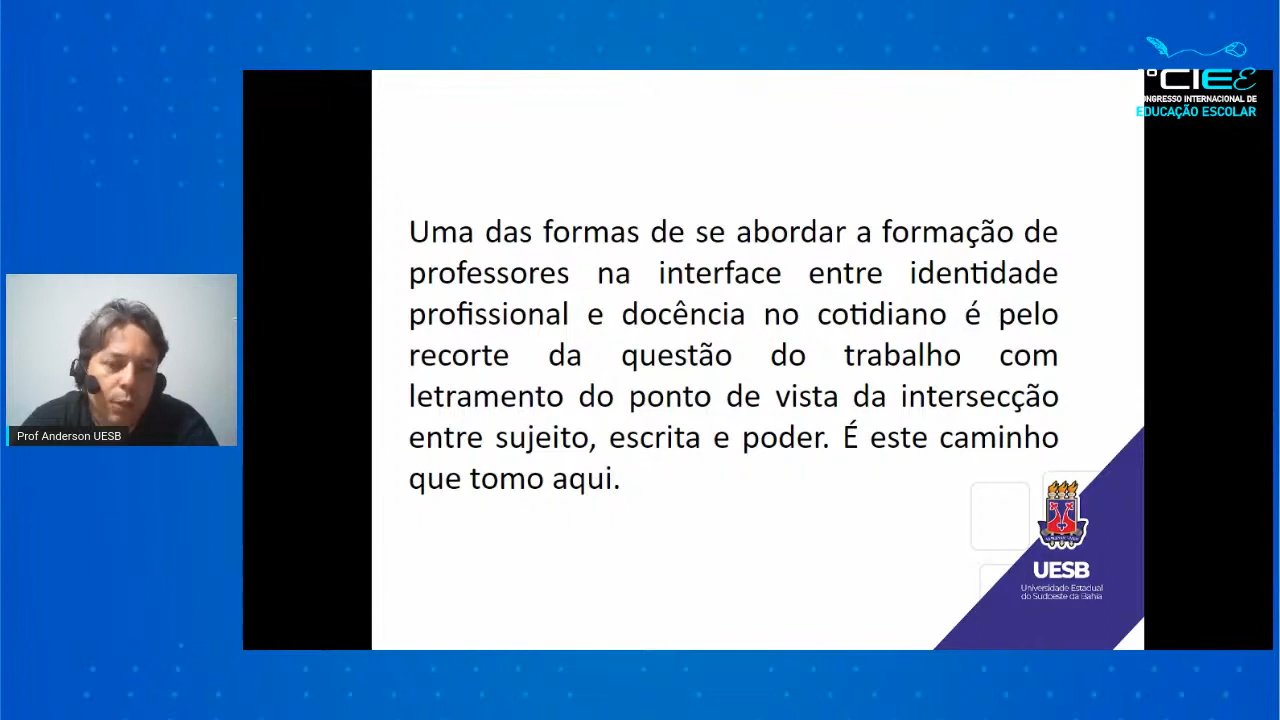 CIEE
CONGRESSO INTERNACIONAL DE
EDUCAÇÃO ESCOLAR
Uma das formas de se abordar a formação de
professores na interface entre identidade
profissional e docência no cotidiano é pelo
recorte da questão do trabalho com
letramento do ponto de vista da intersecção
entre sujeito, escrita e poder. É este caminho
que tomo aqui.
Prof Anderson UESB
UESB
Universidade Estadual
do Sudoeste da Bahia